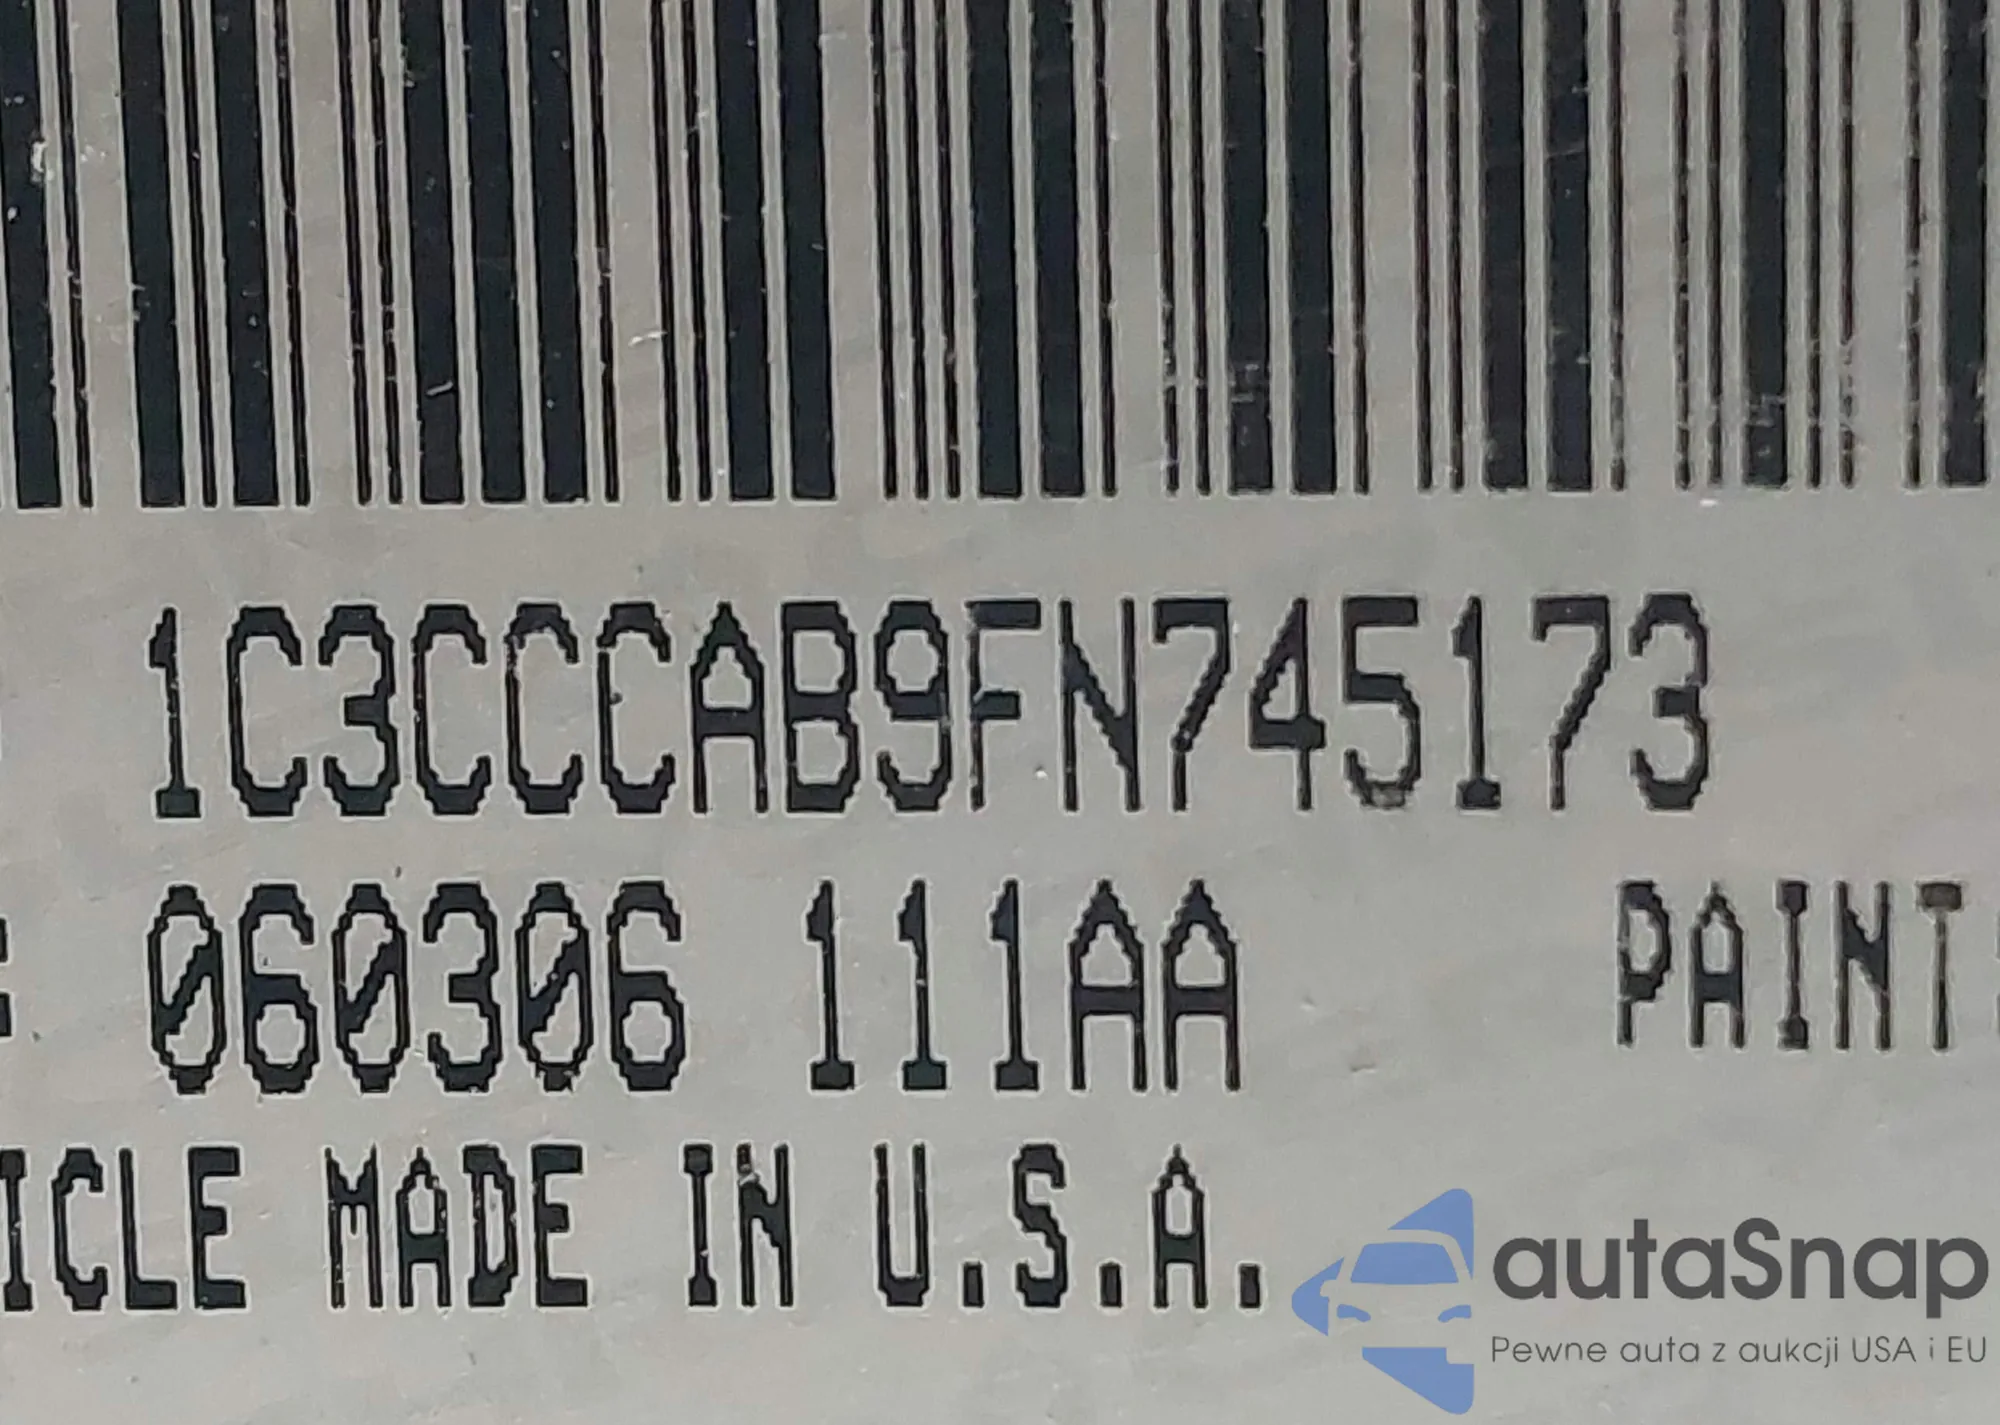 1C3CCCAB9FN745173
060306 111AA PAINT:
ICLE MADE IN U.S.A.
autaSnap
Pewne auta z aukcji USA i EU